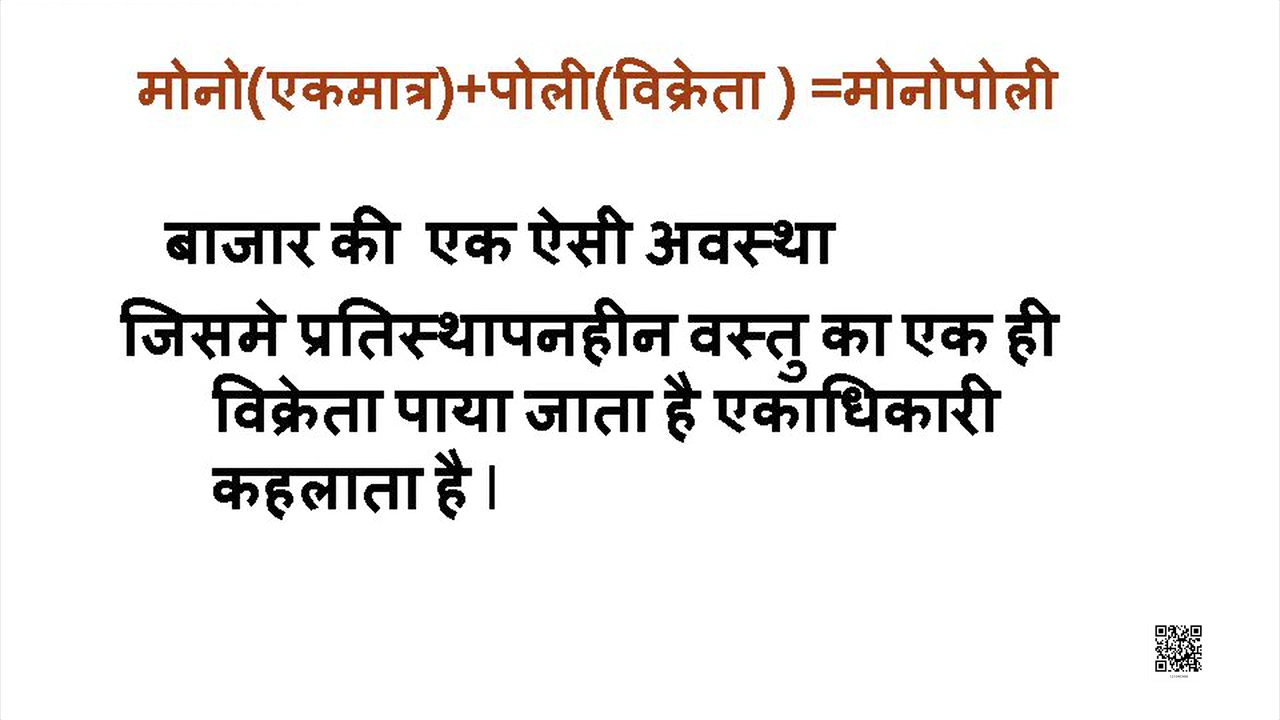 मोनो(एकमात्र)+पोली(विक्रेता ) =मोनोपोली
बाजार की एक ऐसी अवस्था
जिसमे प्रतिस्थापनहीन वस्तु का एक ही
विक्रेता पाया जाता है एकाधिकारी
कहलाता है।